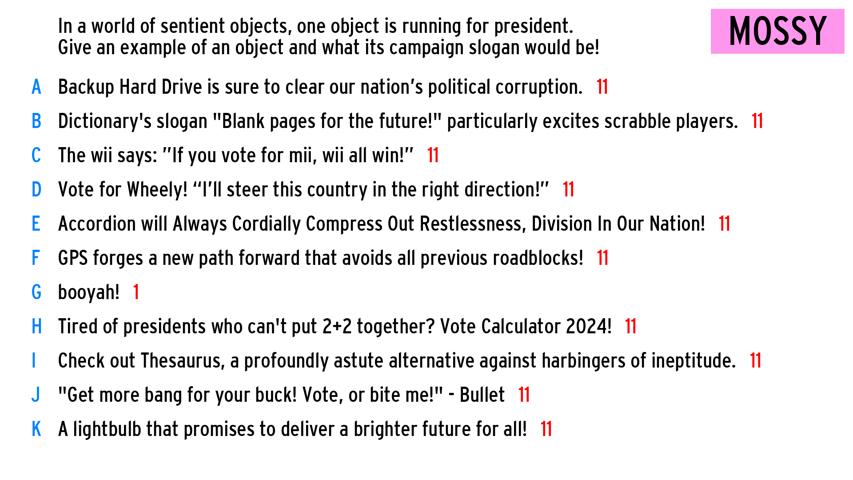 In a world of sentient objects, one object is running for president.
Give an example of an object and what its campaign slogan would be!
MOSSY
A Backup Hard Drive is sure to clear our nation’s political corruption. 11
B Dictionary's slogan "Blank pages for the future!" particularly excites scrabble players. 11
C The wii says: ”If you vote for mii, wii all win!” 11
D Vote for Wheely! “I’ll steer this country in the right direction!” 11
E Accordion will Always Cordially Compress Out Restlessness, Division In Our Nation! 11
F GPS forges a new path forward that avoids all previous roadblocks! 11
G booyah! 1
H Tired of presidents who can't put 2+2 together? Vote Calculator 2024! 11
I Check out Thesaurus, a profoundly astute alternative against harbingers of ineptitude. 11
J "Get more bang for your buck! Vote, or bite me!" - Bullet 11
K A lightbulb that promises to deliver a brighter future for all! 11